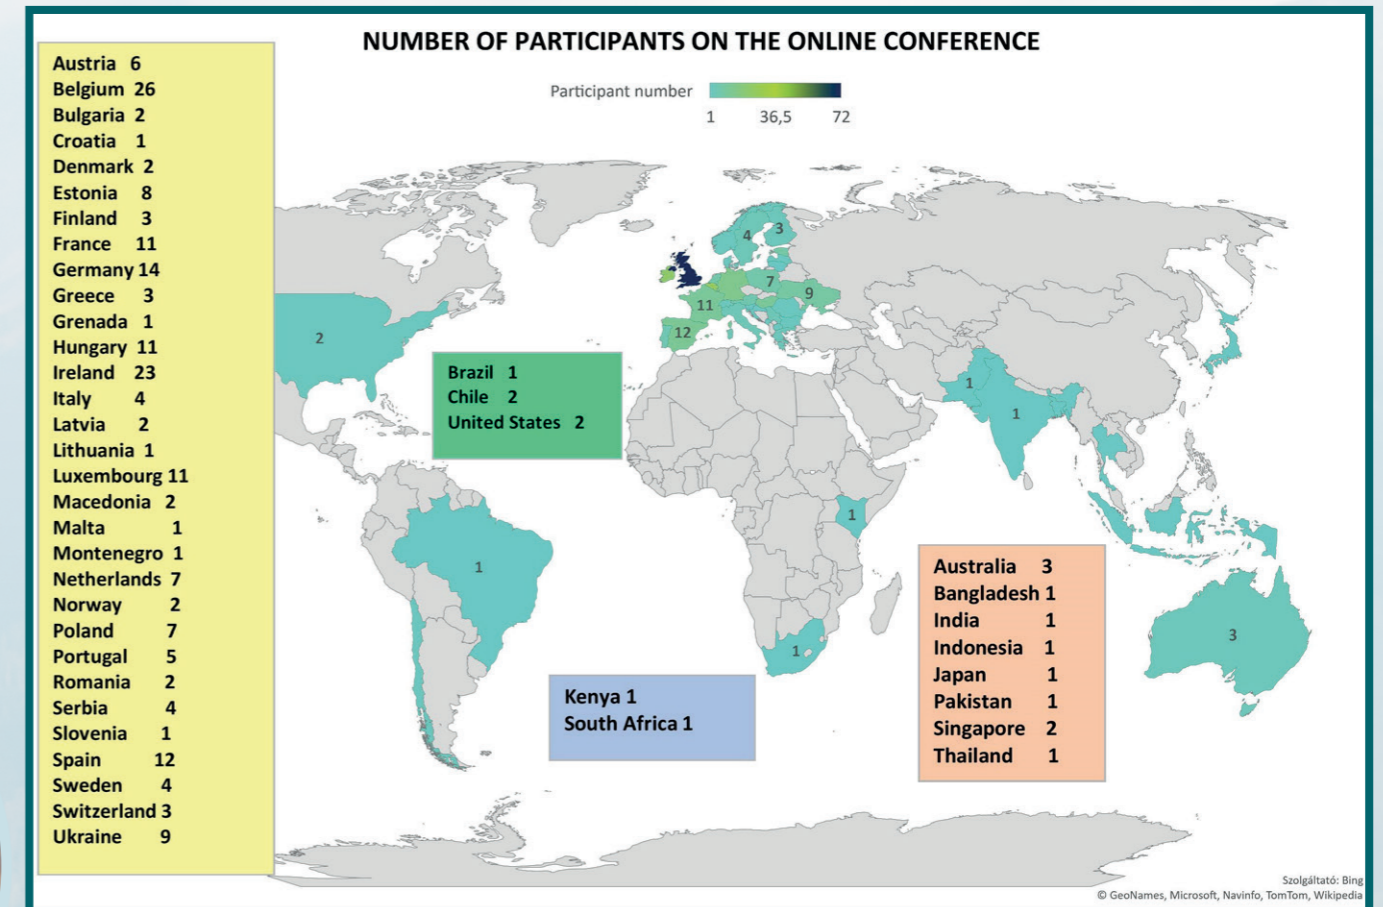 NUMBER OF PARTICIPANTS ON THE ONLINE CONFERENCE
Participant number
1 36,5 72
Austria 6
Belgium 26
Bulgaria 2
Croatia 1
Denmark 2
Estonia 8
Finland 3
France 11
Germany 14
Greece 3
Grenada 1
Hungary 11
Ireland 23
Italy 4
Latvia 2
Lithuania 1
Luxembourg 11
Macedonia 2
Malta 1
Montenegro 1
Netherlands 7
Norway 2
Poland 7
Portugal 5
Romania 2
Serbia 4
Slovenia 1
Spain 12
Sweden 4
Switzerland 3
Ukraine 9
4 3
7
9
11
12
2
Brazil 1
Chile 2
United States 2
1
1
1
1
1
3
Kenya 1
South Africa 1
Australia 3
Bangladesh 1
India 1
Indonesia 1
Japan 1
Pakistan 1
Singapore 2
Thailand 1
Szolgáltató: Bing
© GeoNames, Microsoft, Navinfo, TomTom, Wikipedia